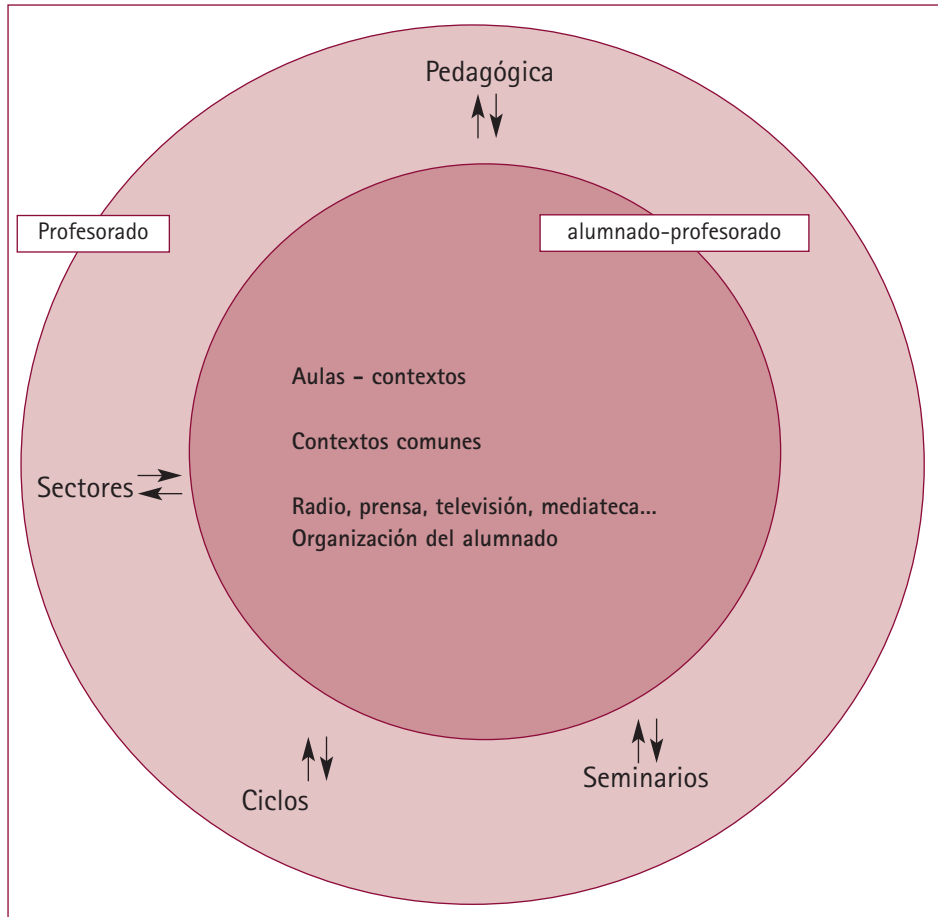 Pedagógica
Profesorado
alumnado-profesorado
Aulas - contextos
Contextos comunes
Sectores
Radio, prensa, televisión, mediateca...
Organización del alumnado
Seminarios
Ciclos